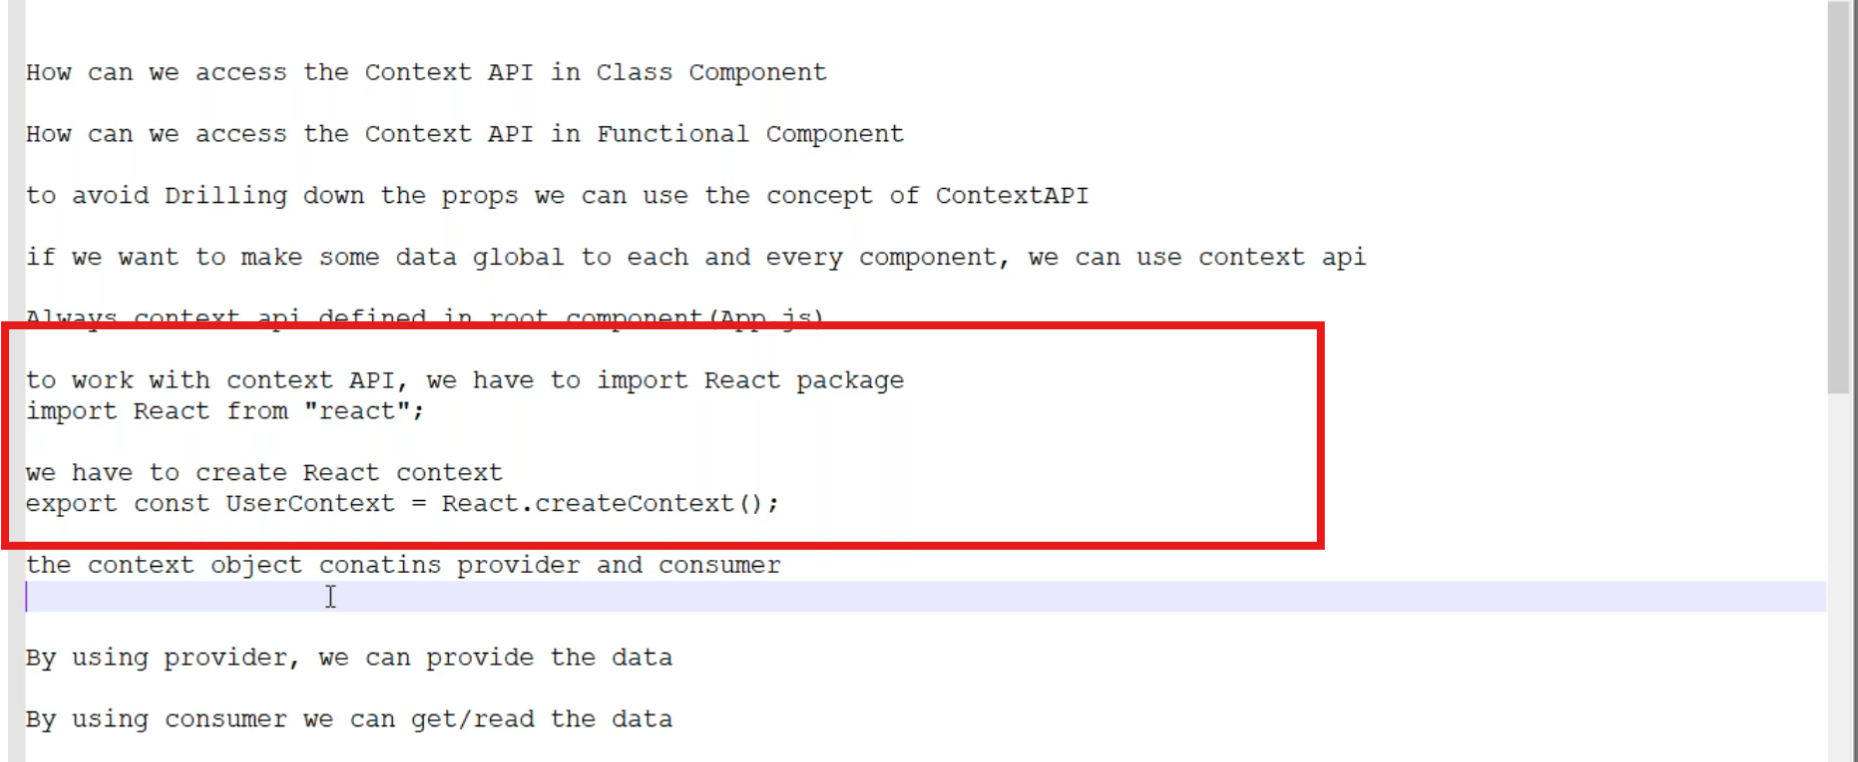 How can we access the Context API in Class Component
How can we access the Context API in Functional Component
to avoid Drilling down the props we can use the concept of ContextAPI
if we want to make some data global to each and every component, we can use context api
Always context api defined in root component(App.js)
to work with context API, we have to import React package
import React from "react";
we have to create React context
export const UserContext = React.createContext();
the context object conatins provider and consumer
By using provider, we can provide the data
By using consumer we can get/read the data